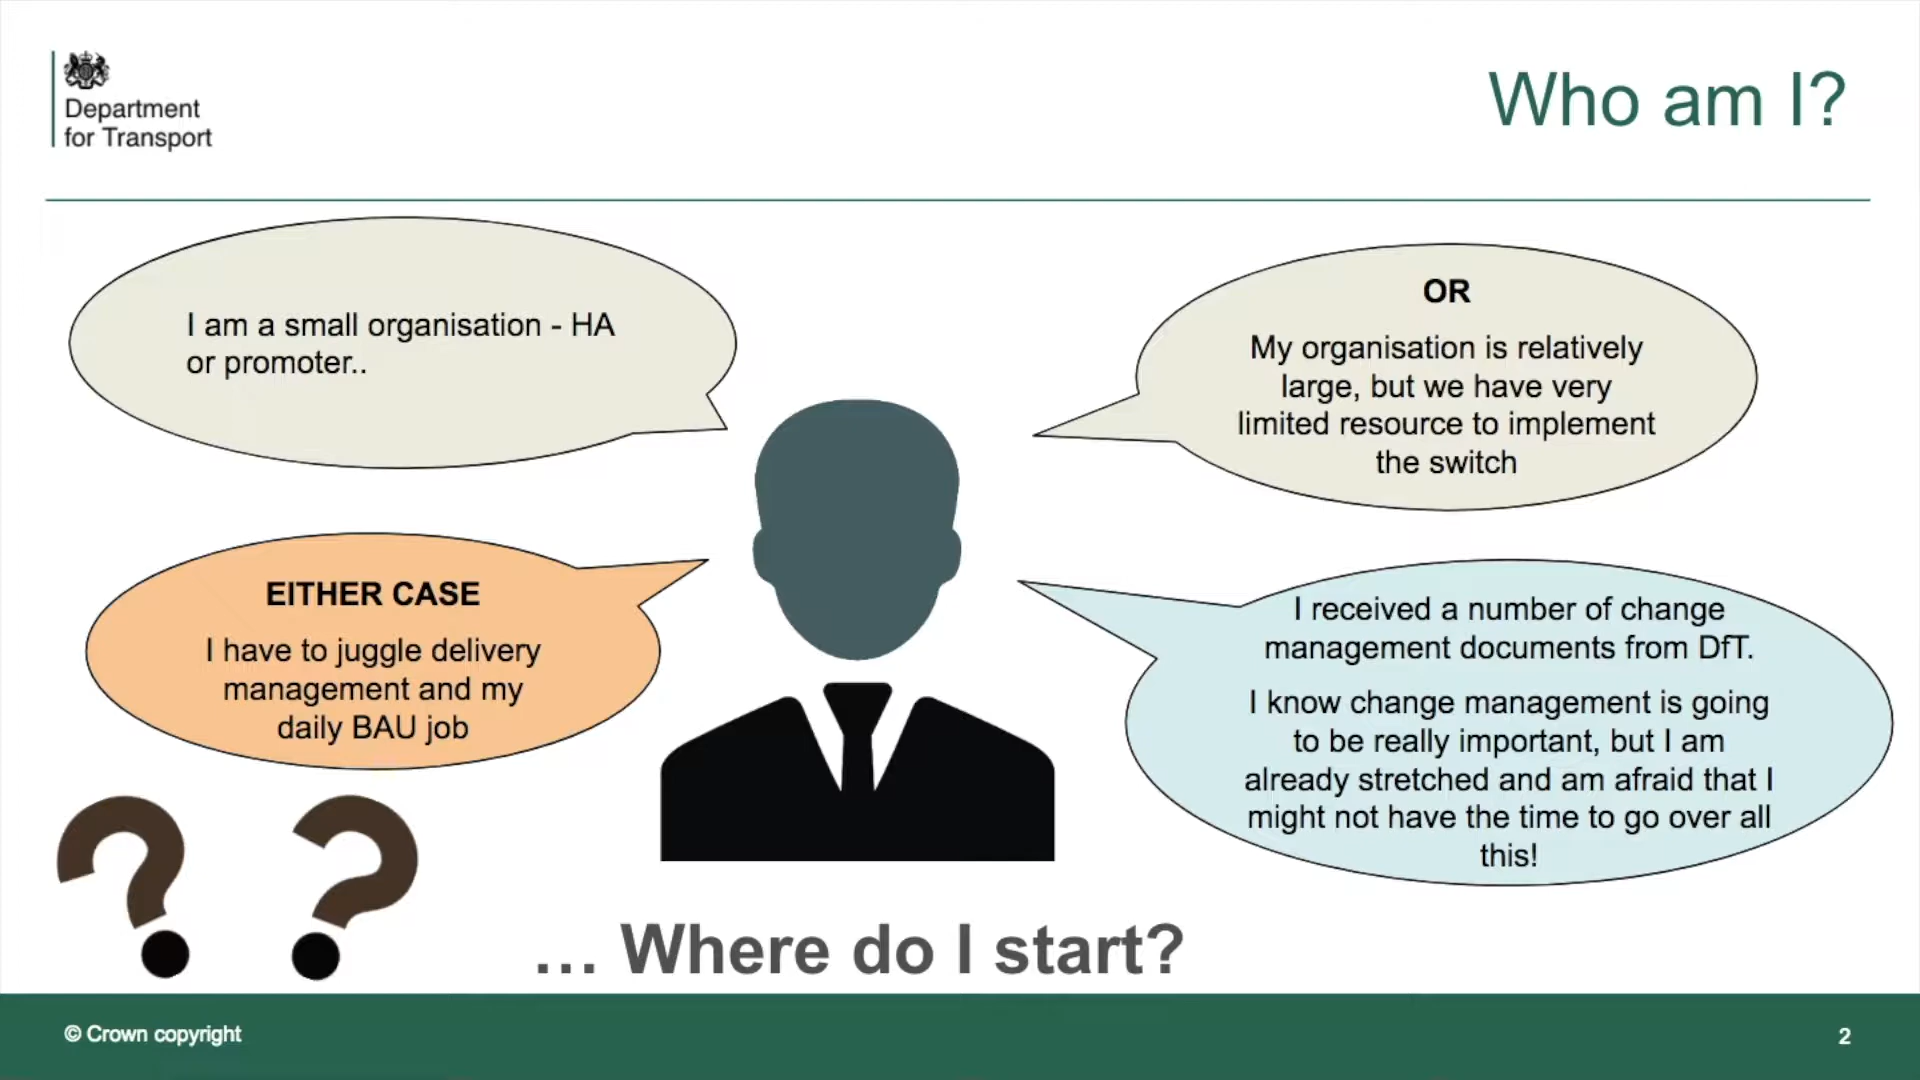 Department
for Transport
Who am I?
I am a small organisation - HA
or promoter..
OR
My organisation is relatively
large, but we have very
limited resource to implement
the switch
EITHER CASE
I have to juggle delivery
management and my
daily BAU job
I received a number of change
management documents from DfT.
I know change management is going
to be really important, but I am
already stretched and am afraid that I
might not have the time to go over all
this!
? ?
... Where do I start?
© Crown copyright
2